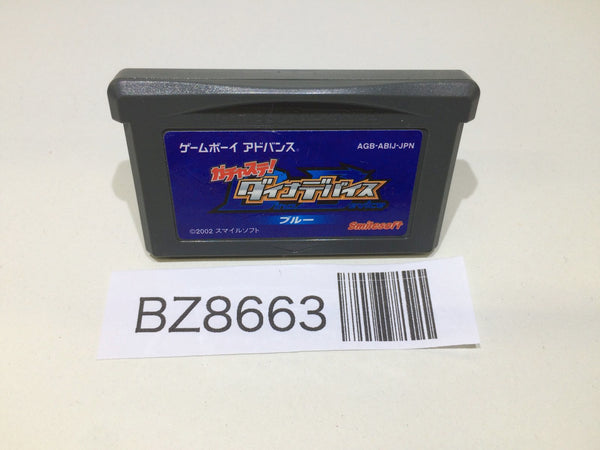 ゲームボーイ アドバンス
AGB-ABIJ-JPN
ガチャステ!
ダイナデバイス
ブルー
©2002 スマイルソフト
Smilesoft
BZ8663